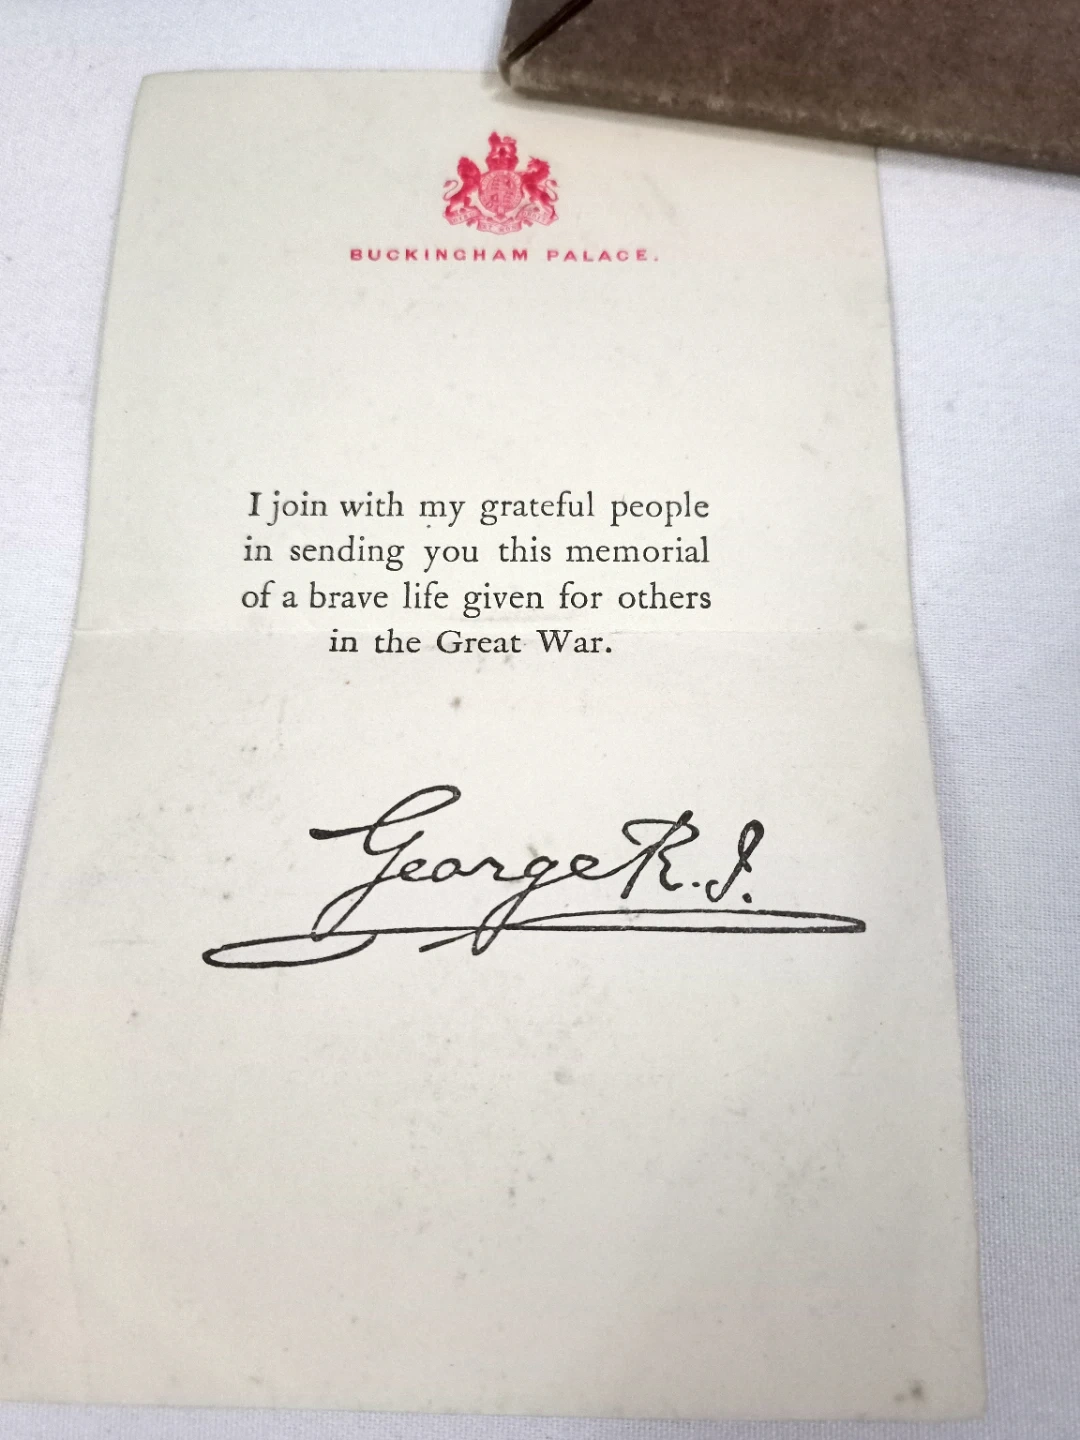 BUCKINGHAM PALACE.
I join with my grateful people
in sending you this memorial
of a brave life given for others
in the Great War.
George R.I.